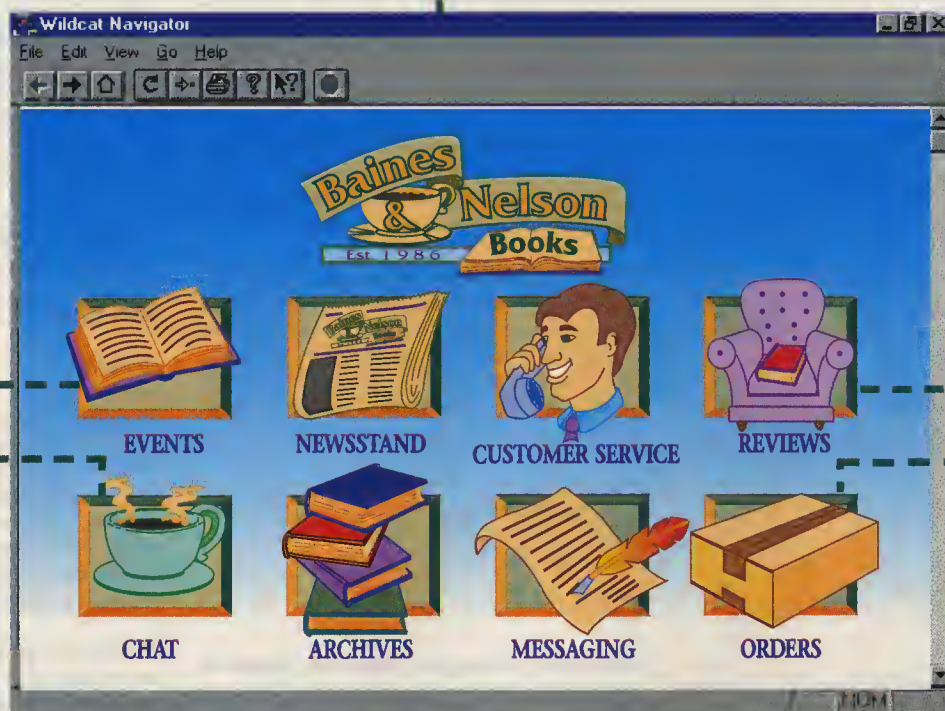 Wildcat Navigator
File Edit View Go Help
Baines
& Nelson
Books
Est 1986
EVENTS
NEWSSTAND
CUSTOMER SERVICE
REVIEWS
CHAT
ARCHIVES
MESSAGING
ORDERS
NUM